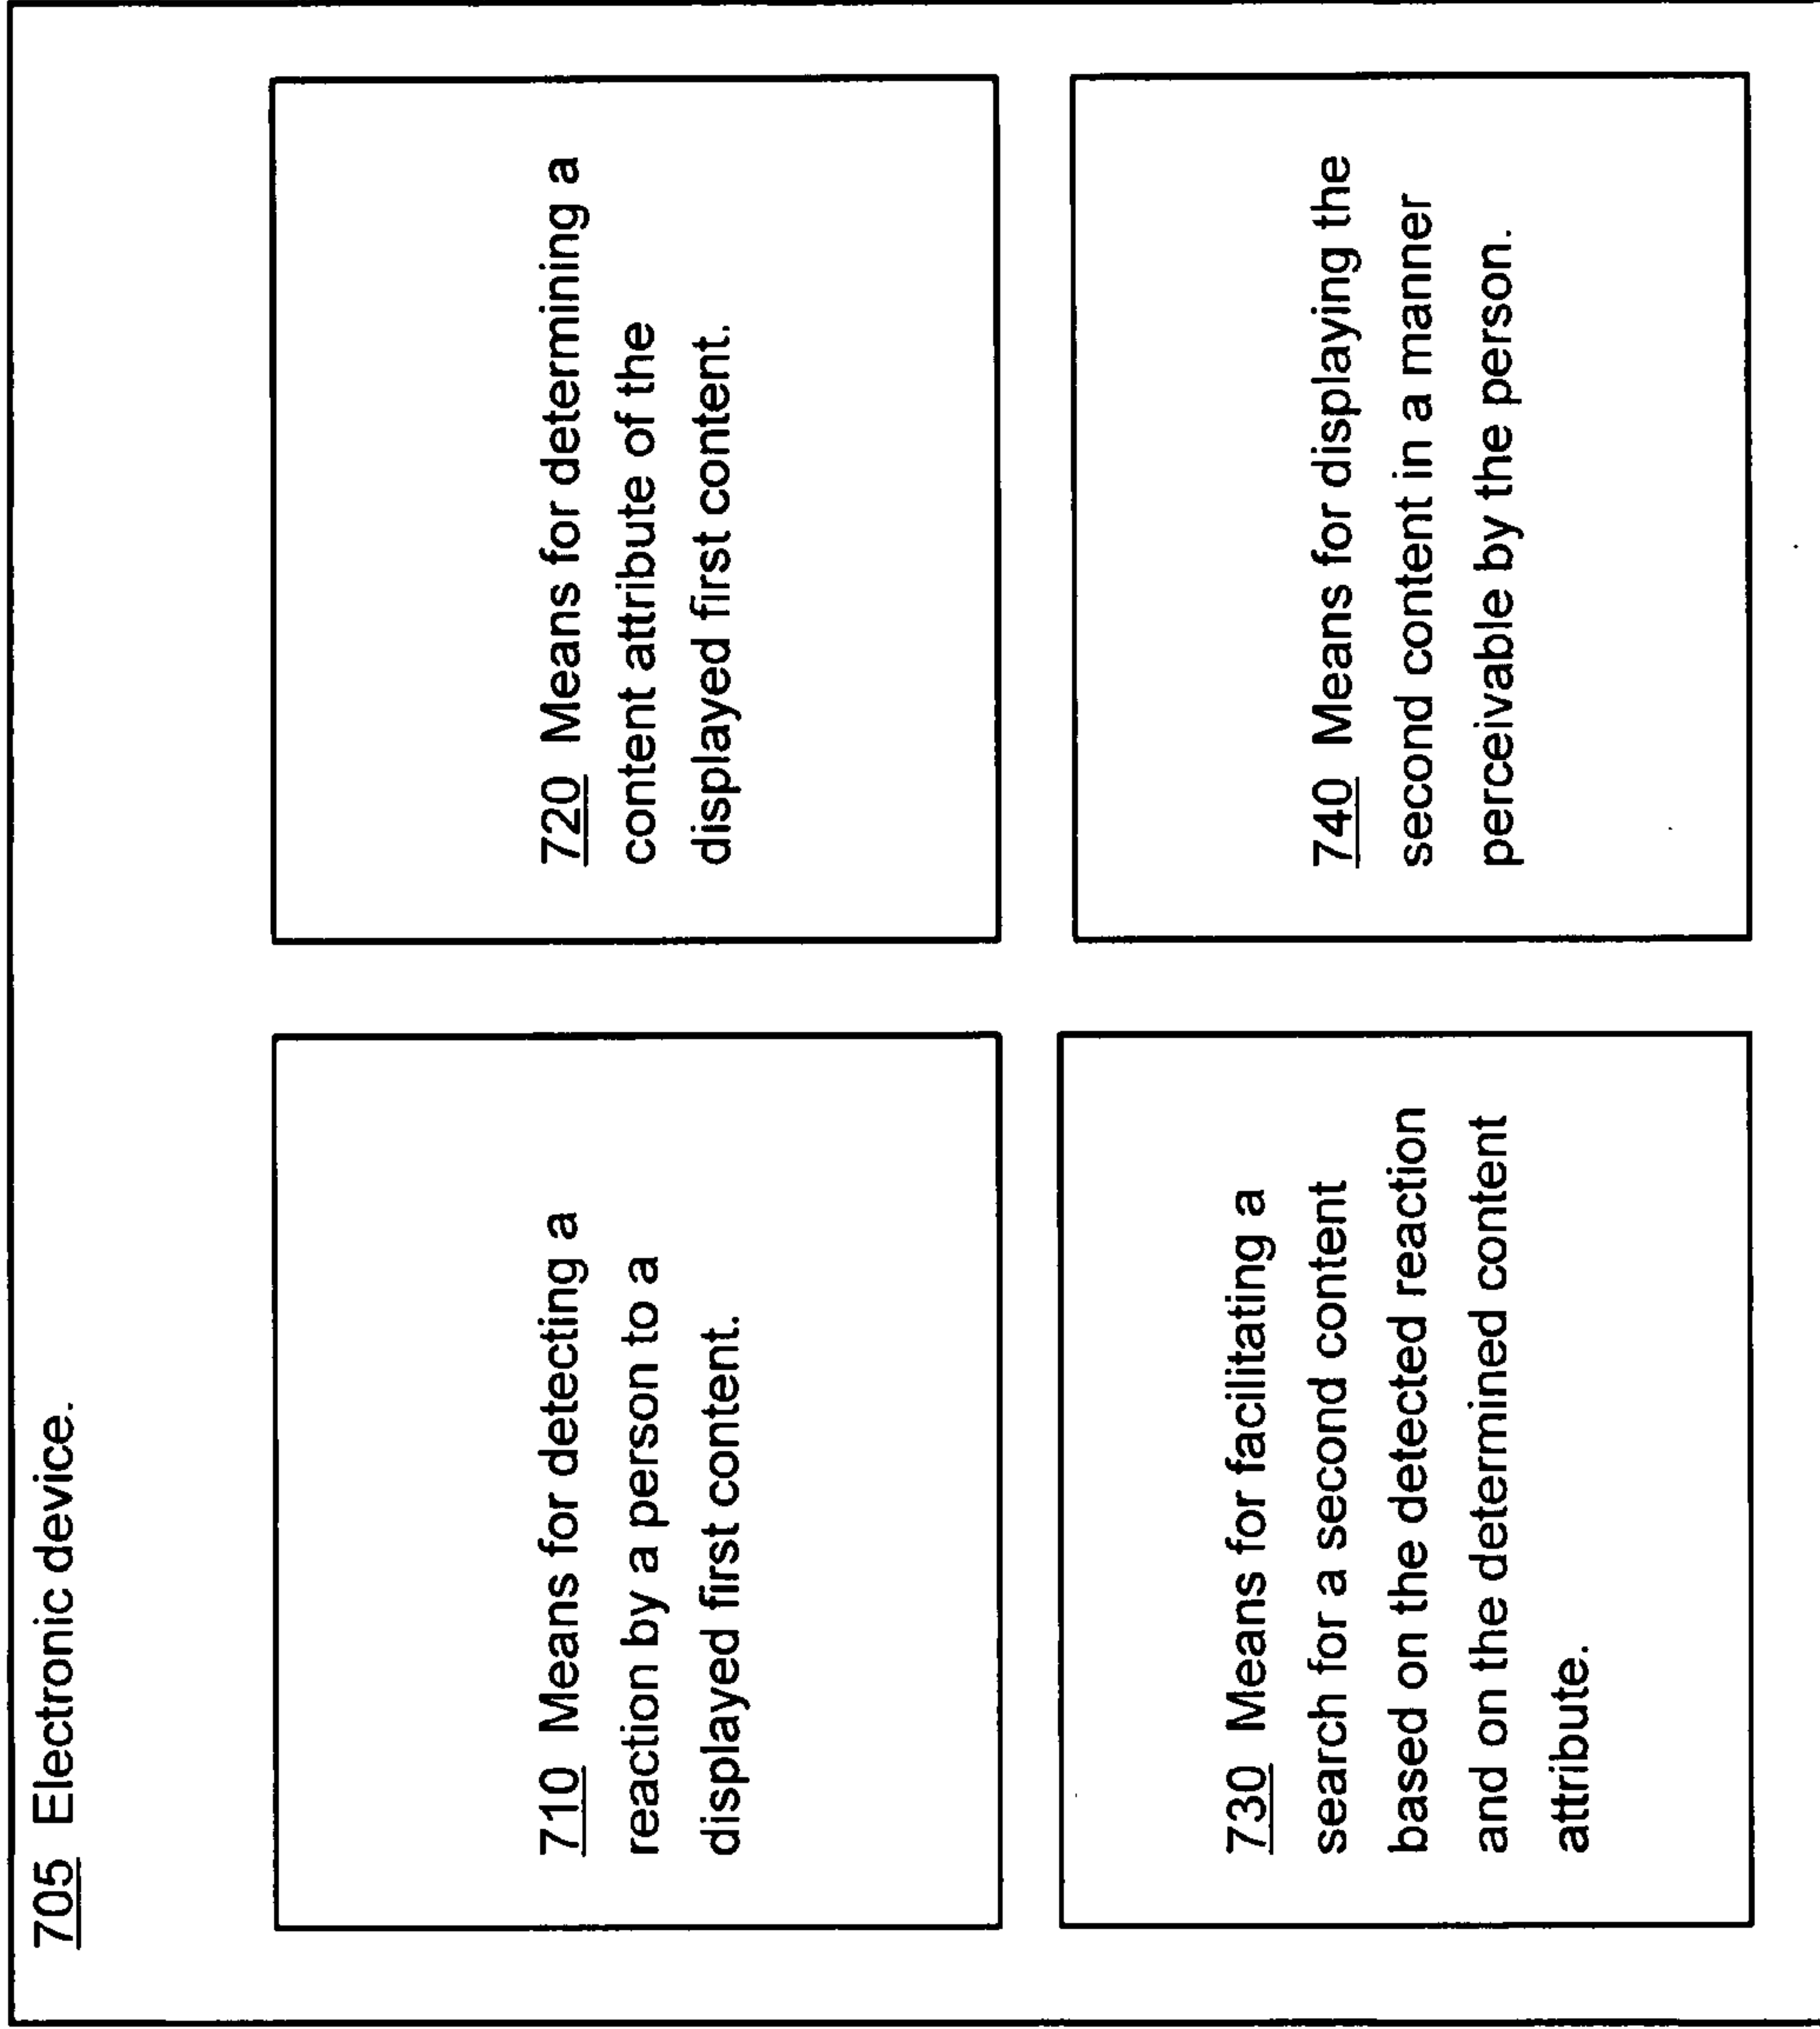 705 Electronic device.
710 Means for detecting a
reaction by a person to a
displayed first content.
720 Means for determining a
content attribute of the
displayed first content.
730 Means for facilitating a
search for a second content
based on the detected reaction
and on the determined content
attribute.
740 Means for displaying the
second content in a manner
perceivable by the person.